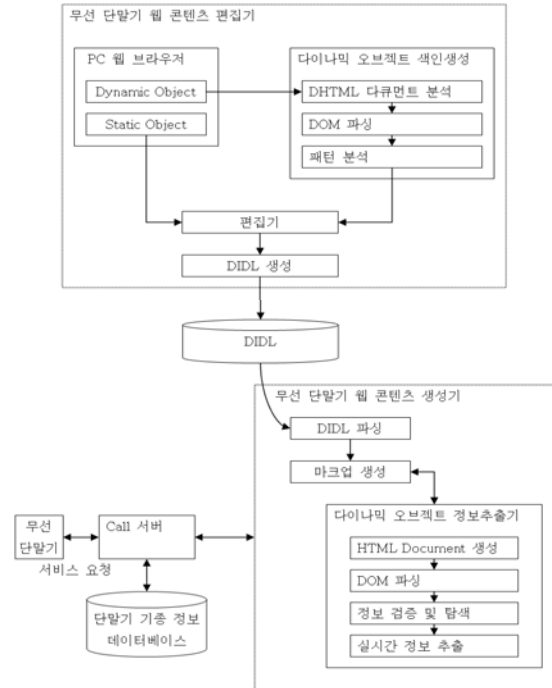 무선 단말기 웹 콘텐츠 편집기
PC 웹 브라우저
Dynamic Object
Static Object
다이나믹 오브젝트 색인생성
DHTML 다큐먼트 분석
DOM 파싱
패턴 분석
편집기
DIDL 생성
DIDL
무선 단말기 웹 콘텐츠 생성기
DIDL 파싱
마크업 생성
다이나믹 오브젝트 정보추출기
HTML Document 생성
DOM 파싱
정보 검증 및 탐색
실시간 정보 추출
무선
단말기
Call 서버
서비스 요청
단말기 기종 정보
데이터베이스